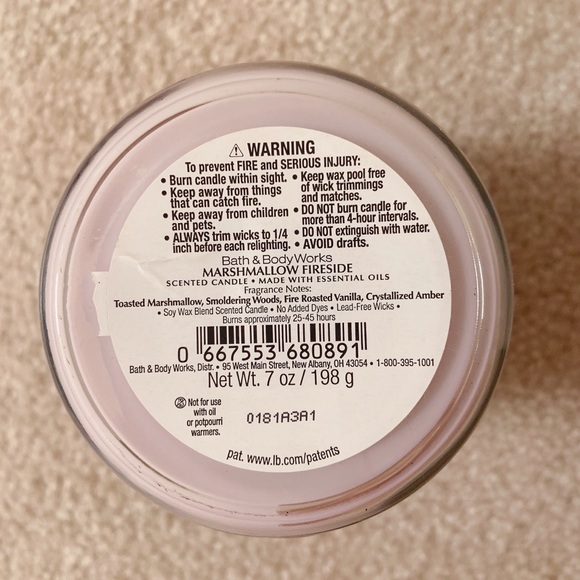 ⚠ WARNING
To prevent FIRE and SERIOUS INJURY:
• Burn candle within sight.
• Keep away from things
that can catch fire.
• Keep away from children
and pets.
• ALWAYS trim wicks to 1/4
inch before each relighting.
• Keep wax pool free
of wick trimmings
and matches.
• DO NOT burn candle for
more than 4-hour intervals.
• DO NOT extinguish with water.
• AVOID drafts.
Bath & Body Works
MARSHMALLOW FIRESIDE
SCENTED CANDLE • MADE WITH ESSENTIAL OILS
Fragrance Notes:
Toasted Marshmallow, Smoldering Woods, Fire Roasted Vanilla, Crystallized Amber
• Soy Wax Blend Scented Candle • No Added Dyes • Lead-Free Wicks •
Burns approximately 25-45 hours
0 667553 680891
Bath & Body Works, Distr. • 95 West Main Street, New Albany, OH 43054 • 1-800-395-1001
Net Wt. 7 oz / 198 g
Not for use
with oil
or potpourri
warmers.
0181A3A1
pat. www.lb.com/patents